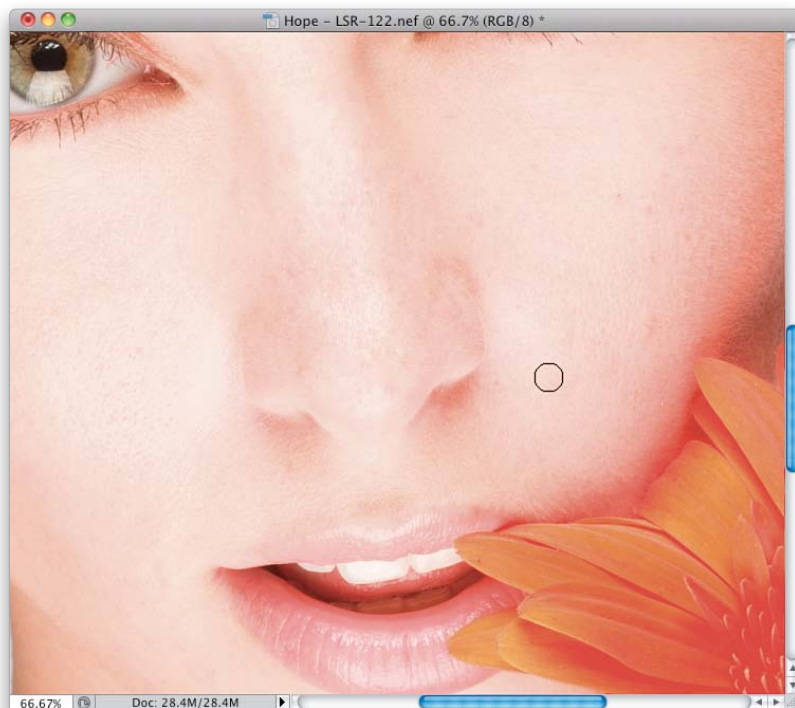 Hope – LSR-122.nef @ 66.7% (RGB/8) *
66.67% Doc: 28.4M/28.4M